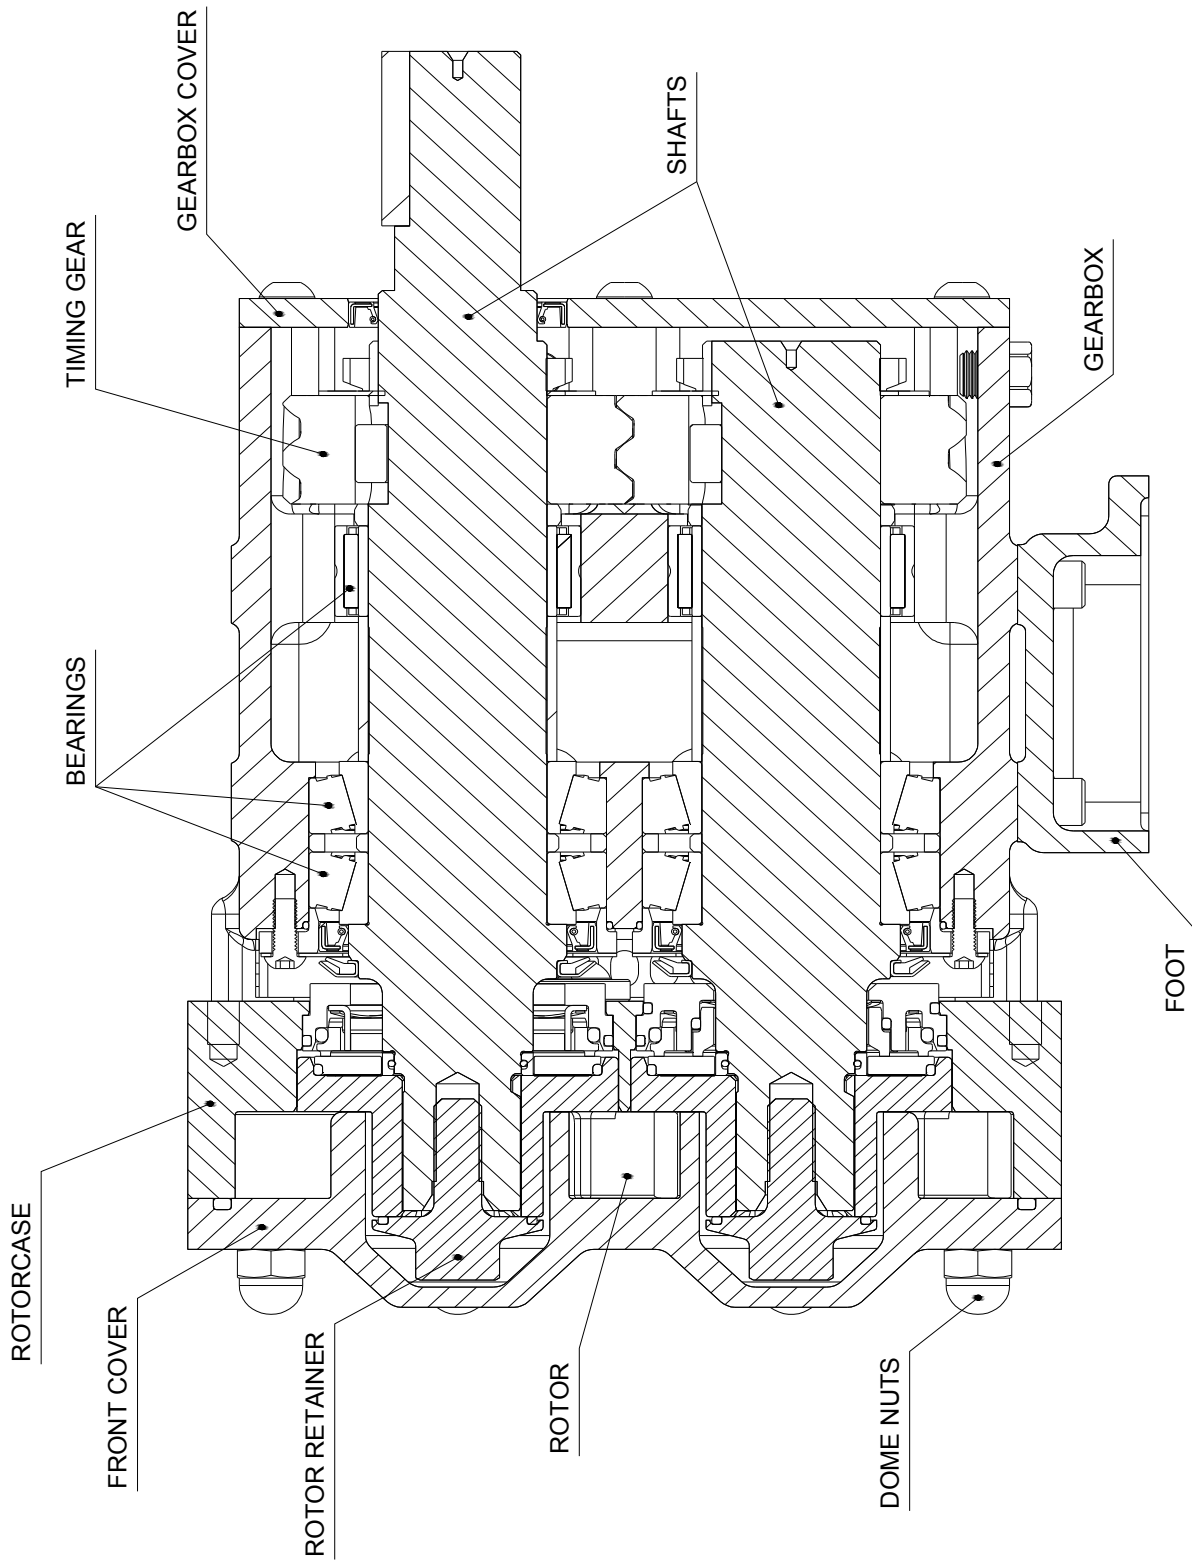 ROTORCASE
FRONT COVER
ROTOR RETAINER
ROTOR
DOME NUTS
BEARINGS
TIMING GEAR
GEARBOX COVER
SHAFTS
GEARBOX
FOOT